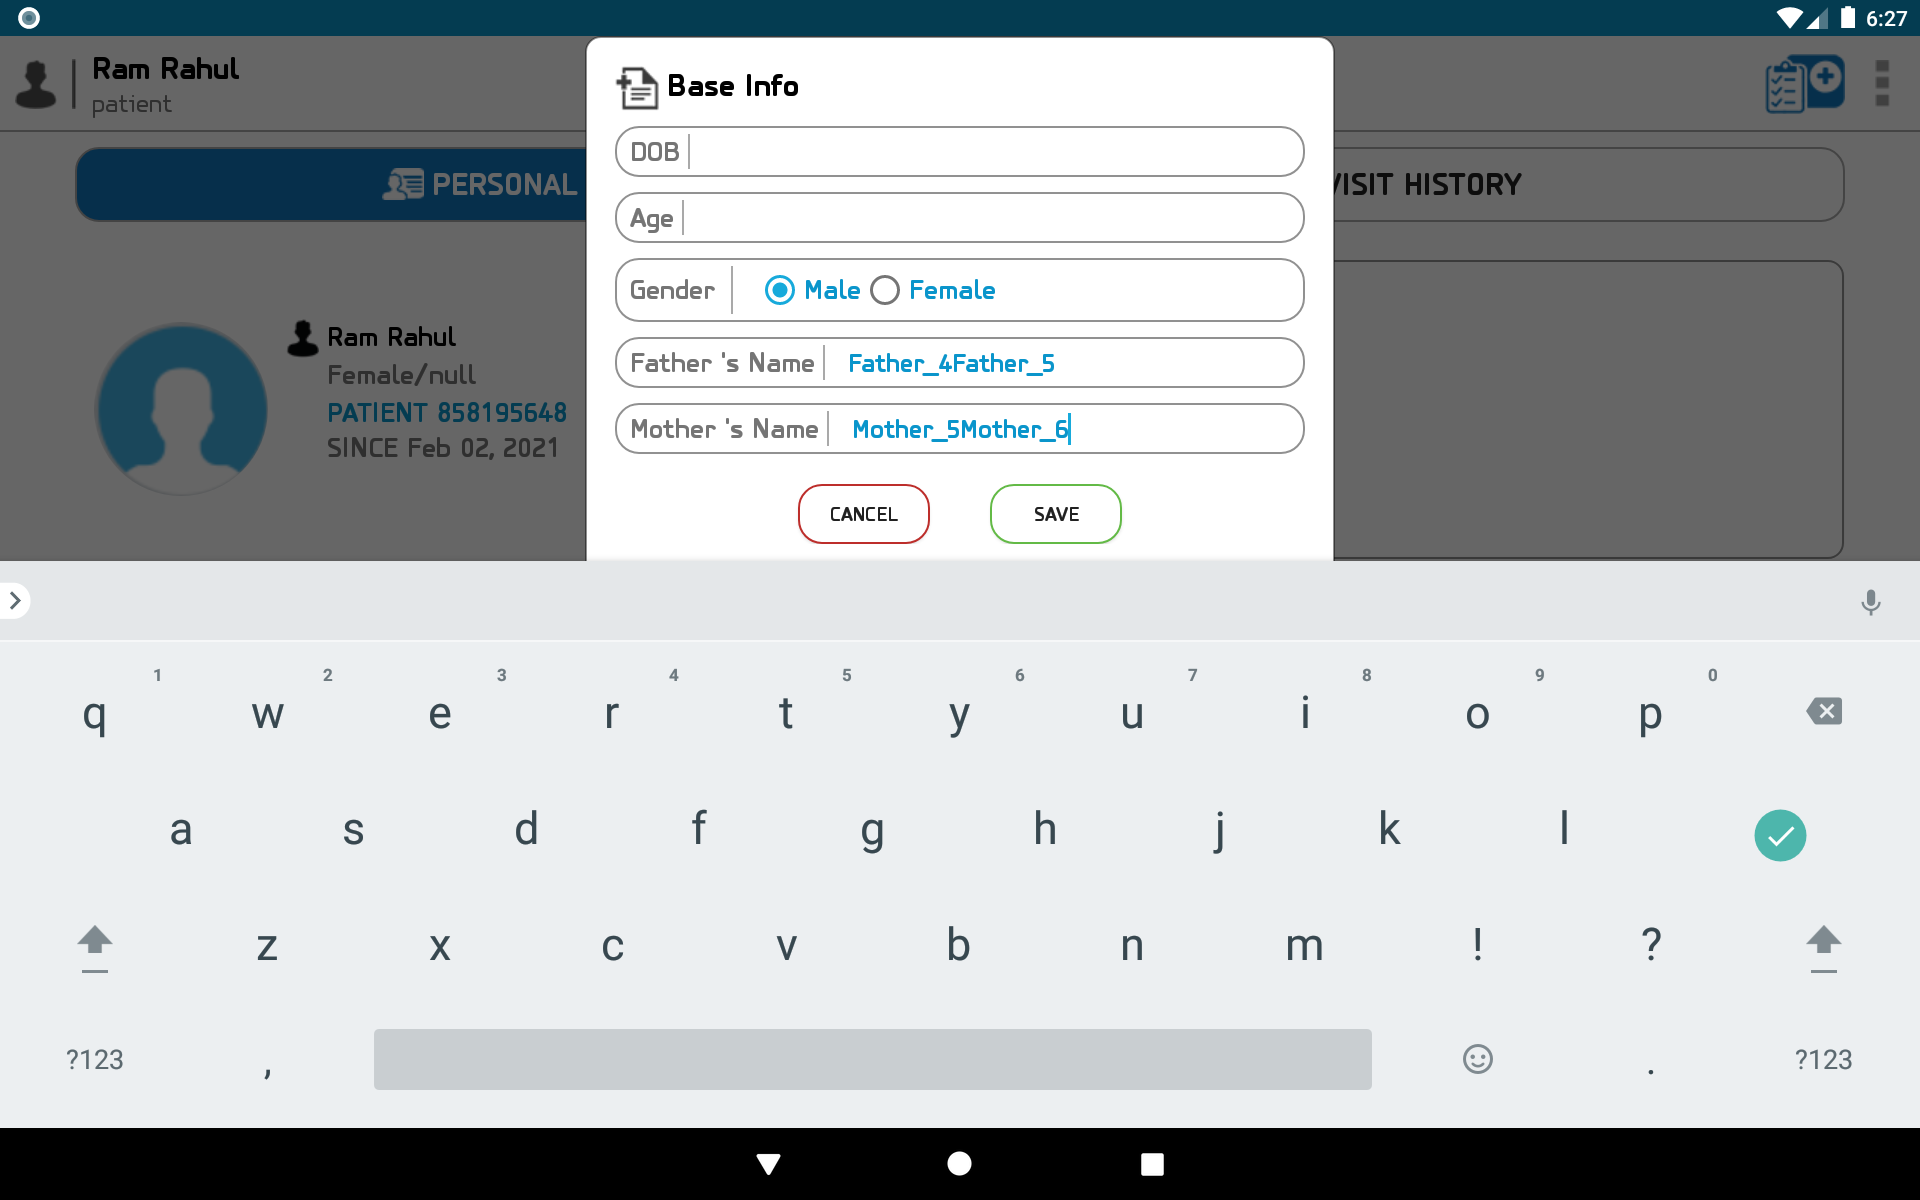 6:27
Ram Rahul
patient
Base Info
DOB
Age
Gender Male Female
Father 's Name Father_4Father_5
Mother 's Name Mother_5Mother_6
CANCEL SAVE
PERSONAL
VISIT HISTORY
Ram Rahul
Female/null
PATIENT 858195648
SINCE Feb 02, 2021
1 2 3 4 5 6 7 8 9 0
q w e r t y u i o p
a s d f g h j k l
z x c v b n m ! ?
?123 , . ?123